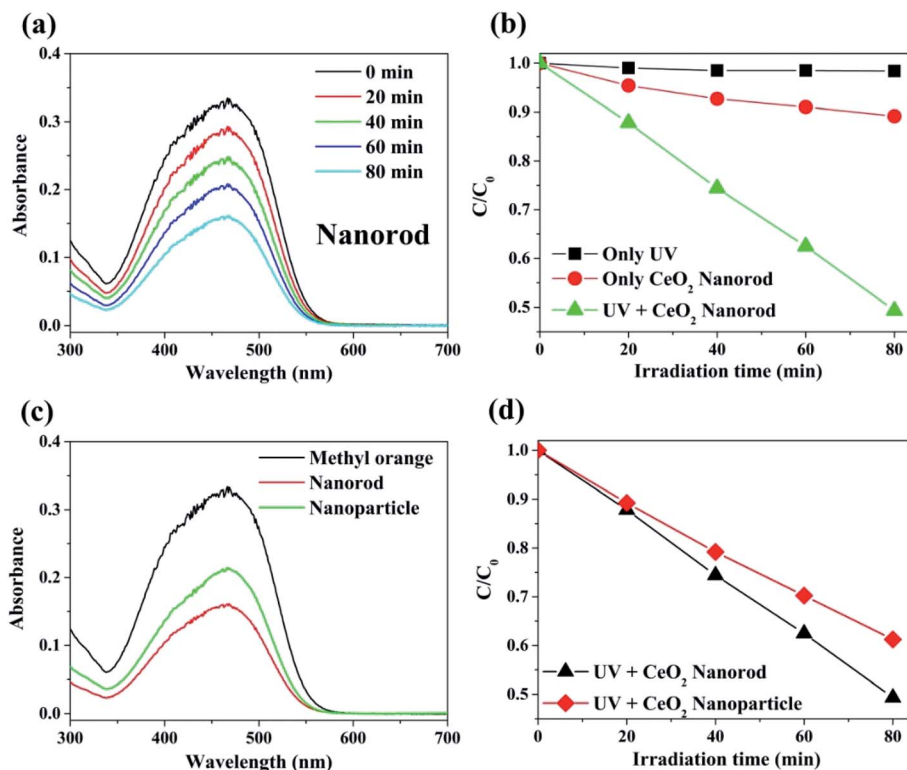 (a)
0.4
0.3
0.2
0.1
0.0
Absorbance
0 min
20 min
40 min
60 min
80 min
Nanorod
300 400 500 600 700
Wavelength (nm)
(b)
1.0
0.9
0.8
0.7
0.6
0.5
C/C₀
Only UV
Only CeO₂ Nanorod
UV + CeO₂ Nanorod
0 20 40 60 80
Irradiation time (min)
(c)
0.4
0.3
0.2
0.1
0.0
Absorbance
Methyl orange
Nanorod
Nanoparticle
300 400 500 600 700
Wavelength (nm)
(d)
1.0
0.9
0.8
0.7
0.6
0.5
C/C₀
UV + CeO₂ Nanorod
UV + CeO₂ Nanoparticle
0 20 40 60 80
Irradiation time (min)